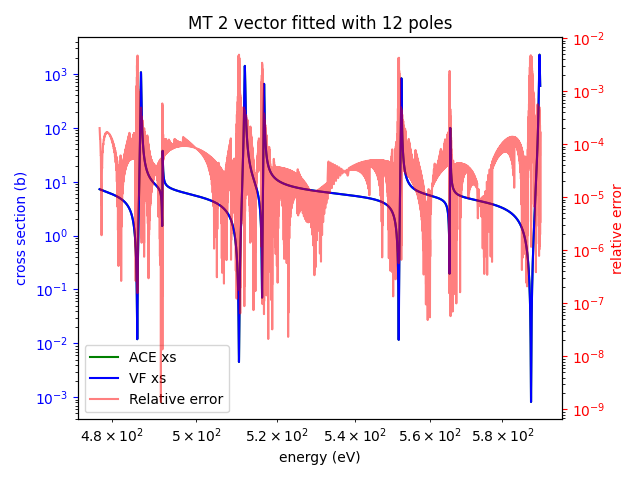 MT 2 vector fitted with 12 poles
cross section (b)
10³
10²
10¹
10⁰
10⁻¹
10⁻²
10⁻³
10⁻²
10⁻³
10⁻⁴
10⁻⁵
10⁻⁶
10⁻⁷
10⁻⁸
10⁻⁹
relative error
ACE xs
VF xs
Relative error
4.8 × 10² 5 × 10² 5.2 × 10² 5.4 × 10² 5.6 × 10² 5.8 × 10²
energy (eV)